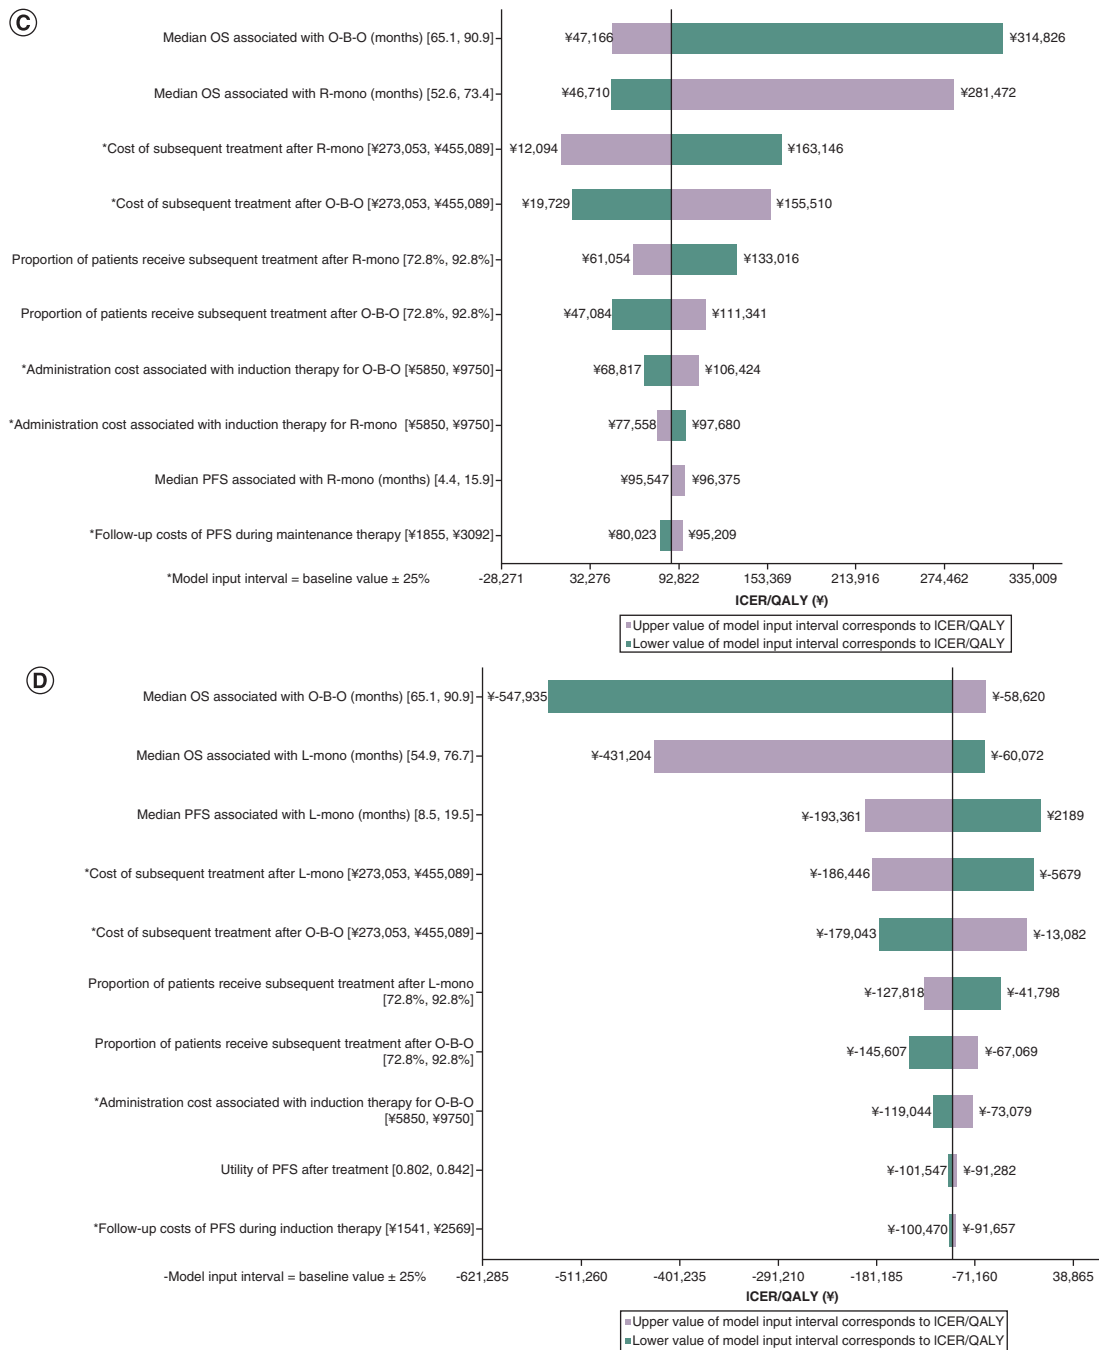 C
Median OS associated with O-B-O (months) [65.1, 90.9]
¥47,166
¥314,826
Median OS associated with R-mono (months) [52.6, 73.4]
¥46,710
¥281,472
*Cost of subsequent treatment after R-mono [¥273,053, ¥455,089]
¥12,094
¥163,146
*Cost of subsequent treatment after O-B-O [¥273,053, ¥455,089]
¥19,729
¥155,510
Proportion of patients receive subsequent treatment after R-mono [72.8%, 92.8%]
¥61,054
¥133,016
Proportion of patients receive subsequent treatment after O-B-O [72.8%, 92.8%]
¥47,084
¥111,341
*Administration cost associated with induction therapy for O-B-O [¥5850, ¥9750]
¥68,817
¥106,424
*Administration cost associated with induction therapy for R-mono [¥5850, ¥9750]
¥77,558
¥97,680
Median PFS associated with R-mono (months) [4.4, 15.9]
¥95,547
¥96,375
*Follow-up costs of PFS during maintenance therapy [¥1855, ¥3092]
¥80,023
¥95,209
*Model input interval = baseline value ± 25%
-28,271 32,276 92,822 153,369 213,916 274,462 335,009
ICER/QALY (¥)
Upper value of model input interval corresponds to ICER/QALY
Lower value of model input interval corresponds to ICER/QALY
D
Median OS associated with O-B-O (months) [65.1, 90.9]
¥-547,935
¥-58,620
Median OS associated with L-mono (months) [54.9, 76.7]
¥-431,204
¥-60,072
Median PFS associated with L-mono (months) [8.5, 19.5]
¥-193,361
¥2189
*Cost of subsequent treatment after L-mono [¥273,053, ¥455,089]
¥-186,446
¥-5679
*Cost of subsequent treatment after O-B-O [¥273,053, ¥455,089]
¥-179,043
¥-13,082
Proportion of patients receive subsequent treatment after L-mono
[72.8%, 92.8%]
¥-127,818
¥-41,798
Proportion of patients receive subsequent treatment after O-B-O
[72.8%, 92.8%]
¥-145,607
¥-67,069
*Administration cost associated with induction therapy for O-B-O
[¥5850, ¥9750]
¥-119,044
¥-73,079
Utility of PFS after treatment [0.802, 0.842]
¥-101,547
¥-91,282
*Follow-up costs of PFS during induction therapy [¥1541, ¥2569]
¥-100,470
¥-91,657
-Model input interval = baseline value ± 25%
-621,285 -511,260 -401,235 -291,210 -181,185 -71,160 38,865
ICER/QALY (¥)
Upper value of model input interval corresponds to ICER/QALY
Lower value of model input interval corresponds to ICER/QALY